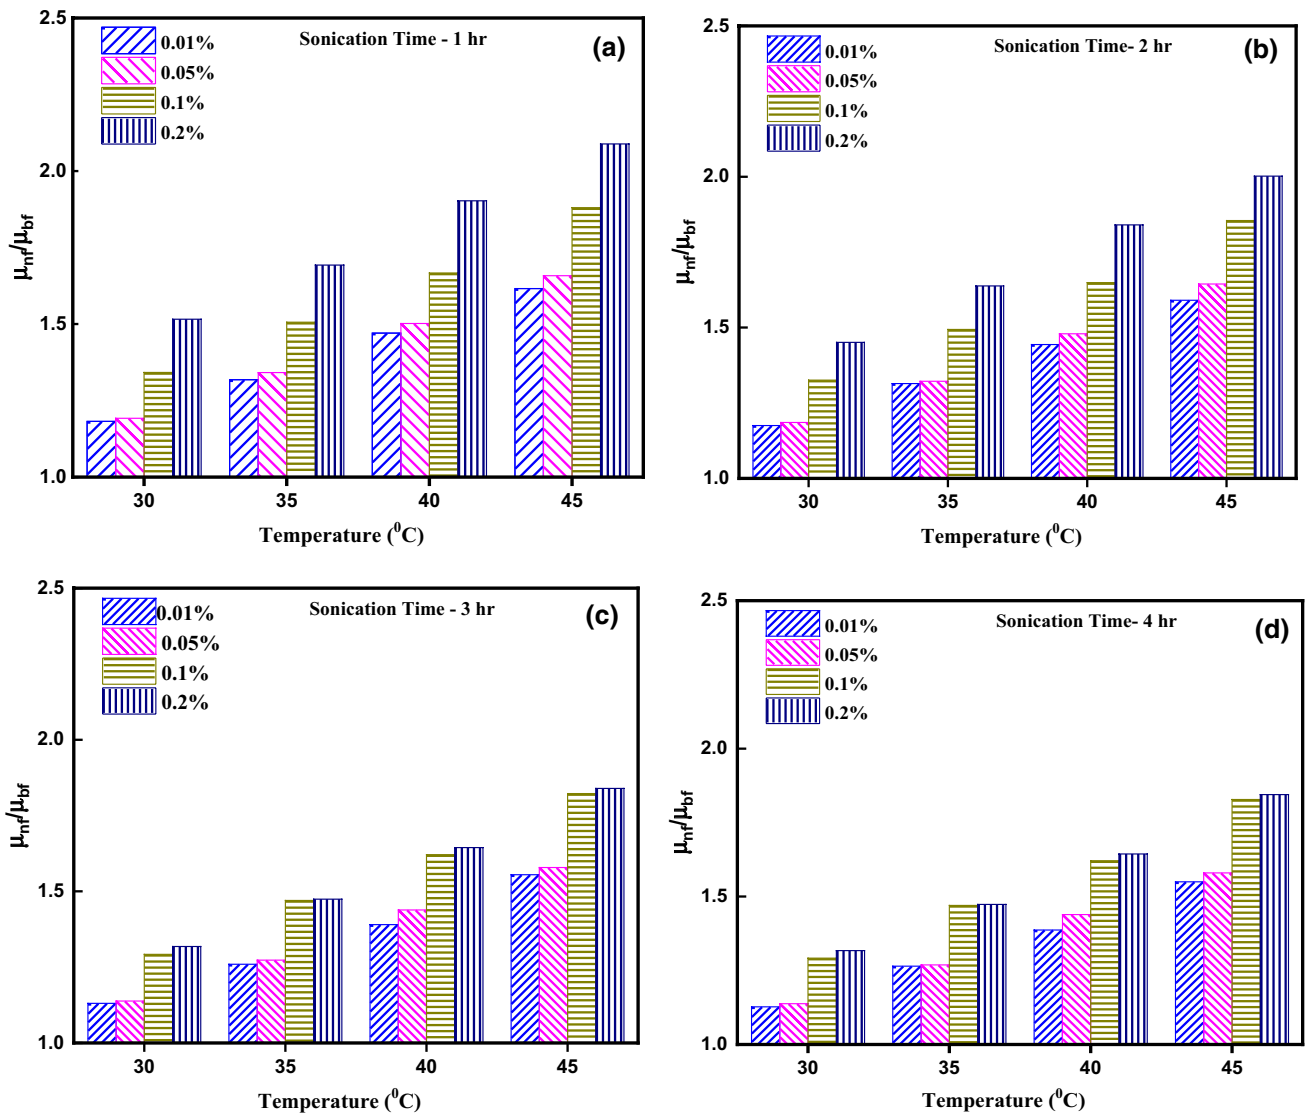 2.5
2.0
1.5
1.0
μnf/μbf
0.01%
0.05%
0.1%
0.2%
Sonication Time - 1 hr
(a)
30 35 40 45
Temperature (⁰C)
2.5
2.0
1.5
1.0
μnf/μbf
0.01%
0.05%
0.1%
0.2%
Sonication Time- 2 hr
(b)
30 35 40 45
Temperature (⁰C)
2.5
2.0
1.5
1.0
μnf/μbf
0.01%
0.05%
0.1%
0.2%
Sonication Time - 3 hr
(c)
30 35 40 45
Temperature (⁰C)
2.5
2.0
1.5
1.0
μnf/μbf
0.01%
0.05%
0.1%
0.2%
Sonication Time- 4 hr
(d)
30 35 40 45
Temperature (⁰C)